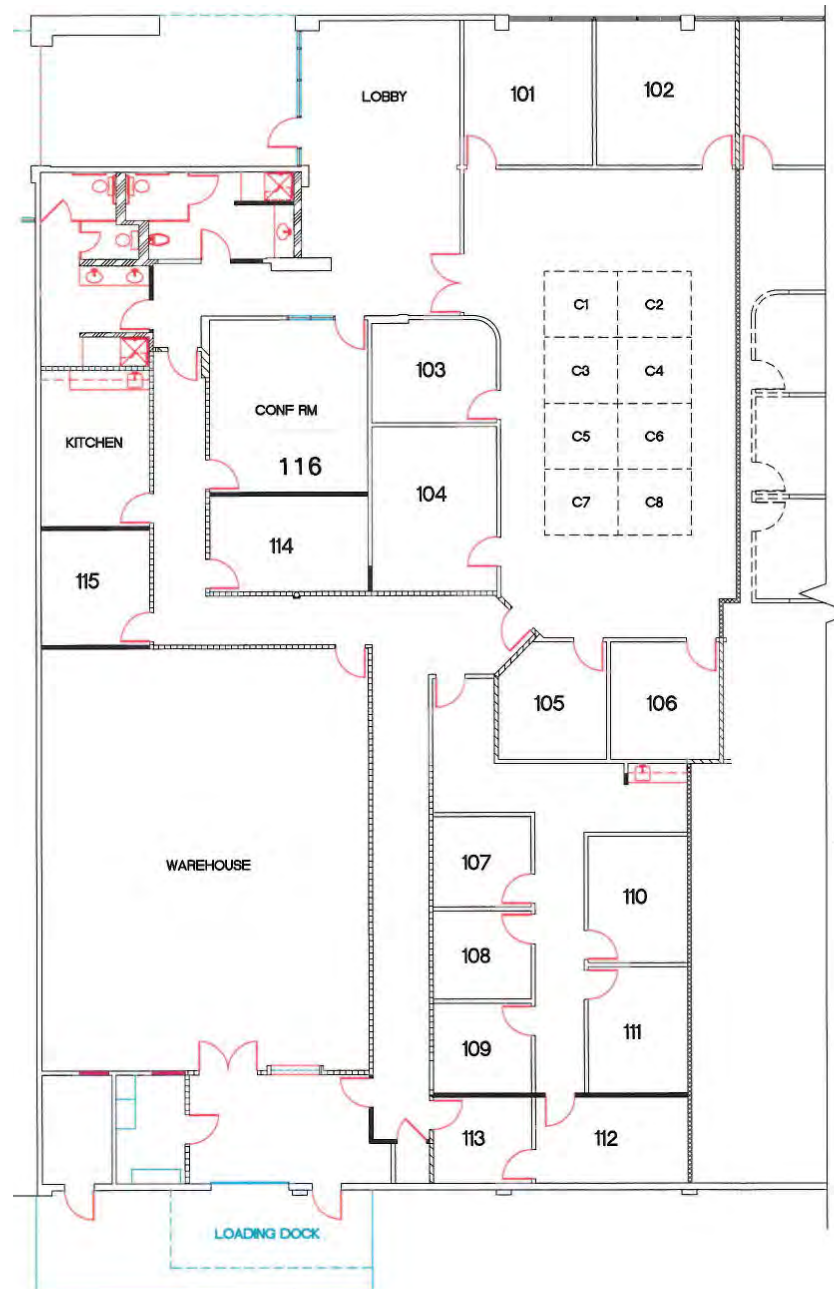 LOBBY
101
102
C1
C2
103
C3
C4
CONF RM
C5
C6
KITCHEN
116
104
C7
C8
114
115
105
106
107
WAREHOUSE
110
108
109
111
113
112
LOADING DOCK